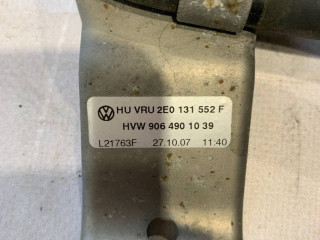 HU VRU 2E0 131 552 F
HVW 906 490 10 39
L21763F 27.10.07 11:40